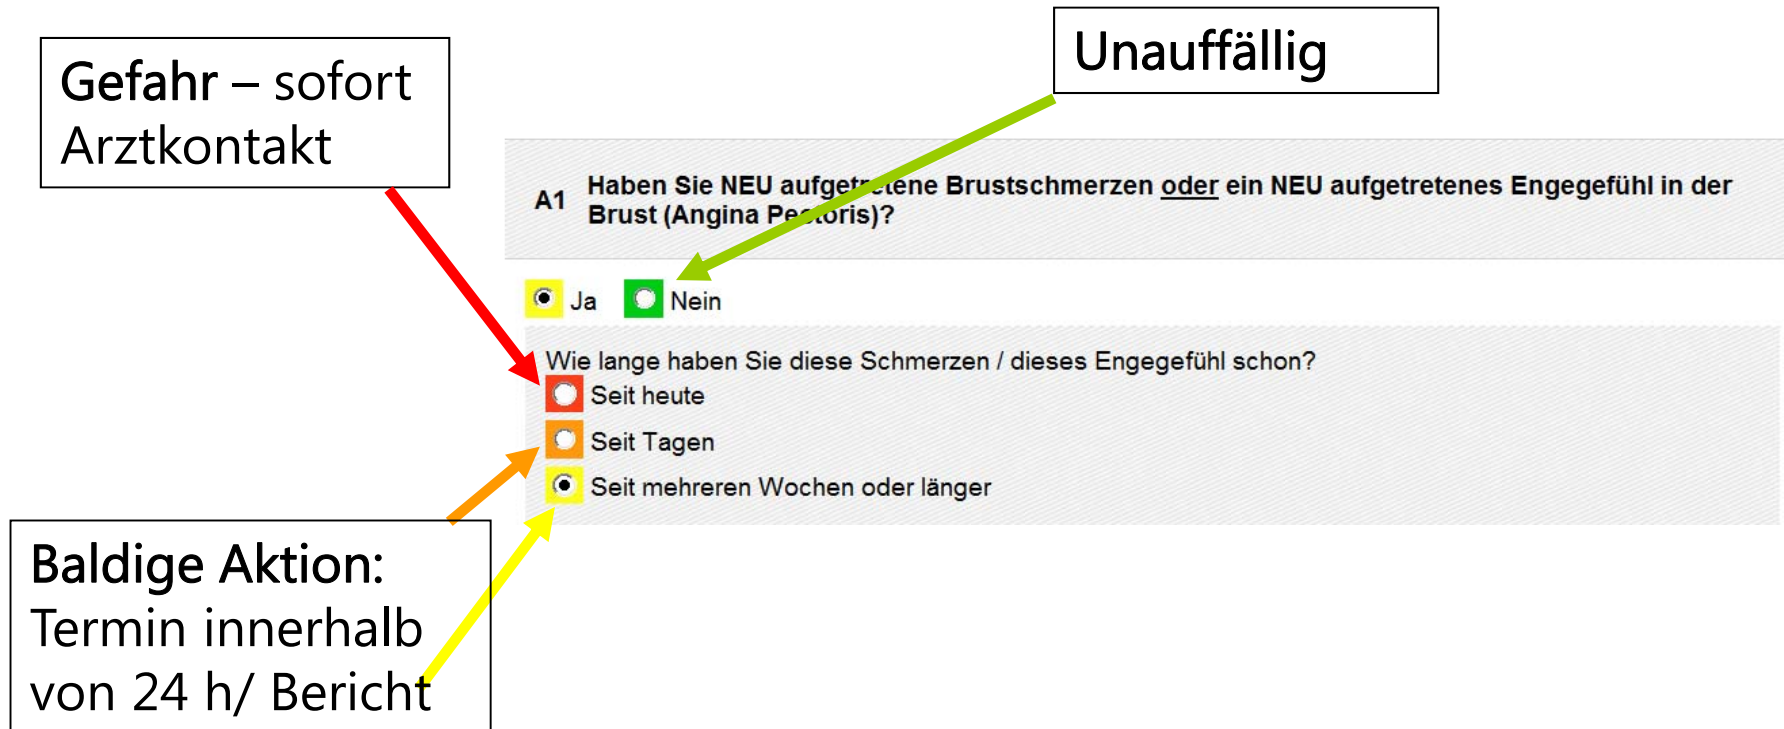 Gefahr – sofort
Arztkontakt
Unauffällig
A1 Haben Sie NEU aufgetretene Brustschmerzen oder ein NEU aufgetretenes Engegefühl in der
Brust (Angina Pectoris)?
Ja Nein
Wie lange haben Sie diese Schmerzen / dieses Engegefühl schon?
Seit heute
Seit Tagen
Seit mehreren Wochen oder länger
Baldige Aktion:
Termin innerhalb
von 24 h/ Bericht